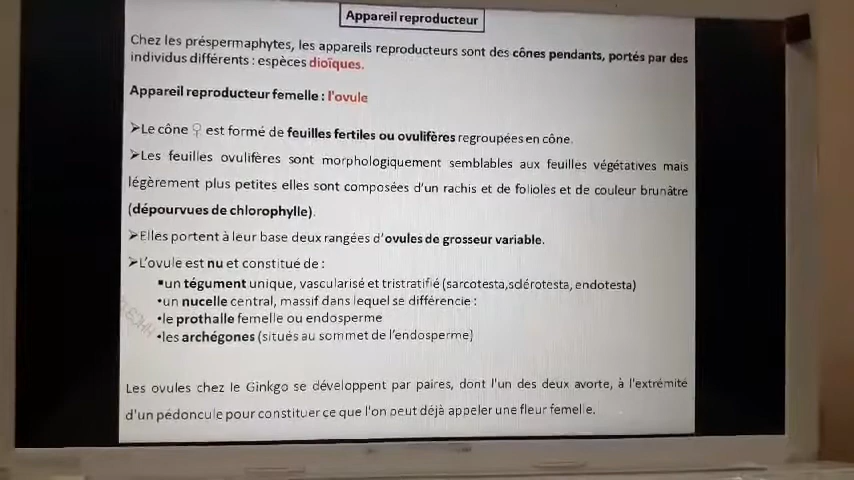 Appareil reproducteur
Chez les préspermaphytes, les appareils reproducteurs sont des cônes pendants, portés par des
individus différents : espèces dioïques.
Appareil reproducteur femelle : l'ovule
➢Le cône ♀ est formé de feuilles fertiles ou ovulifères regroupées en cône.
➢Les feuilles ovulifères sont morphologiquement semblables aux feuilles végétatives mais
légèrement plus petites elles sont composées d'un rachis et de folioles et de couleur brunâtre
(dépourvues de chlorophylle).
➢Elles portent à leur base deux rangées d'ovules de grosseur variable.
➢L'ovule est nu et constitué de :
▪un tégument unique, vascularisé et tristratifié (sarcotesta,sclérotesta, endotesta)
•un nucelle central, massif dans lequel se différencie :
•le prothalle femelle ou endosperme
•les archégones (situés au sommet de l'endosperme)
Les ovules chez le Ginkgo se développent par paires, dont l'un des deux avorte, à l'extrémité
d'un pédoncule pour constituer ce que l'on peut déjà appeler une fleur femelle.